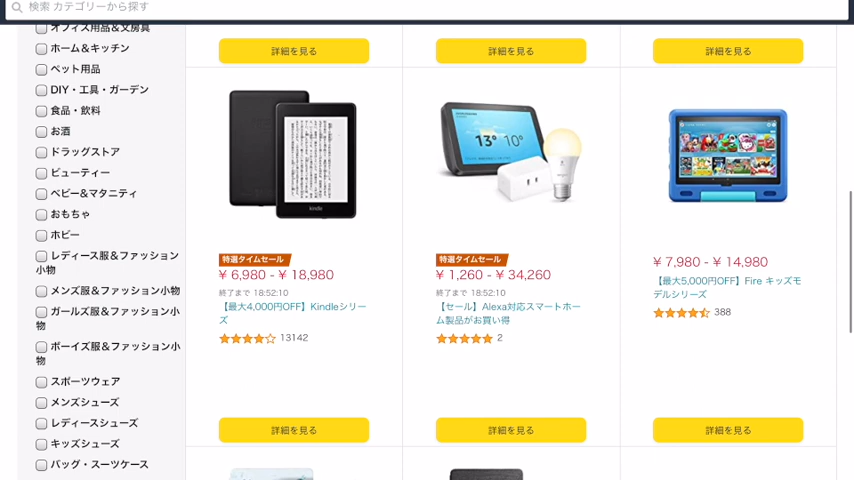 検索 カテゴリーから探す
オフィス用品＆文房具
ホーム＆キッチン
ペット用品
DIY・工具・ガーデン
食品・飲料
お酒
ドラッグストア
ビューティー
ベビー&マタニティ
おもちゃ
ホビー
レディース服＆ファッション
小物
メンズ服＆ファッション小物
ガールズ服＆ファッション小
物
ボーイズ服＆ファッション小
物
スポーツウェア
メンズシューズ
レディースシューズ
キッズシューズ
バッグ・スーツケース
詳細を見る
詳細を見る
詳細を見る
kindle
特選タイムセール
¥ 6,980 - ¥ 18,980
終了まで 18:52:10
【最大4,000円OFF】Kindleシリー
ズ
13142
詳細を見る
13° 10°
特選タイムセール
¥ 1,260 - ¥ 34,260
終了まで 18:52:10
【セール】Alexa対応スマートホー
ム製品がお買い得
2
詳細を見る
¥ 7,980 - ¥ 14,980
【最大5,000円OFF】Fire キッズモ
デルシリーズ
388
詳細を見る